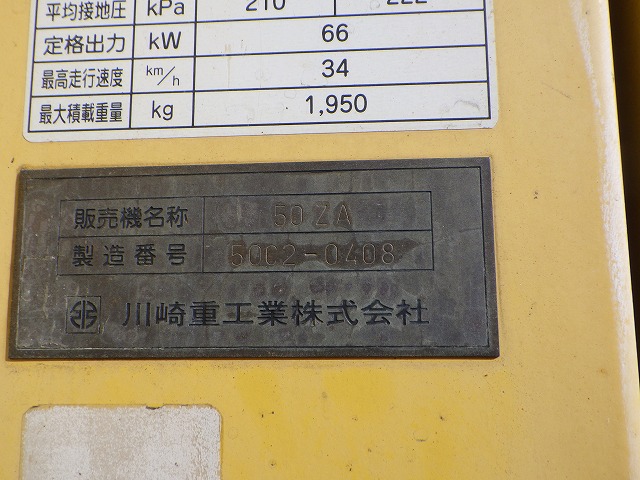 平均接地圧 kPa 210 222
定格出力 kW 66
最高走行速度 km/h 34
最大積載重量 kg 1,950
販売機名称 50ZA
製造番号 50C2-0408
川崎重工業株式会社